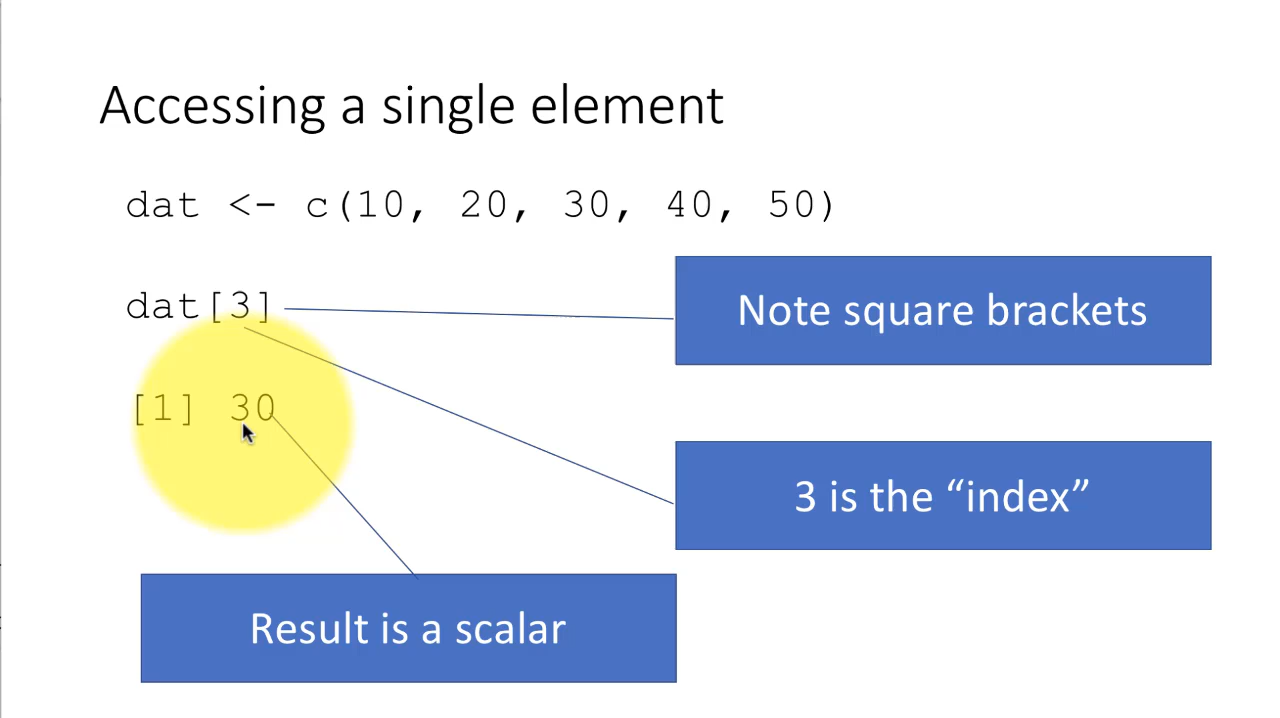 Accessing a single element
dat <- c(10, 20, 30, 40, 50)
dat[3]
Note square brackets
[1] 30
3 is the “index”
Result is a scalar